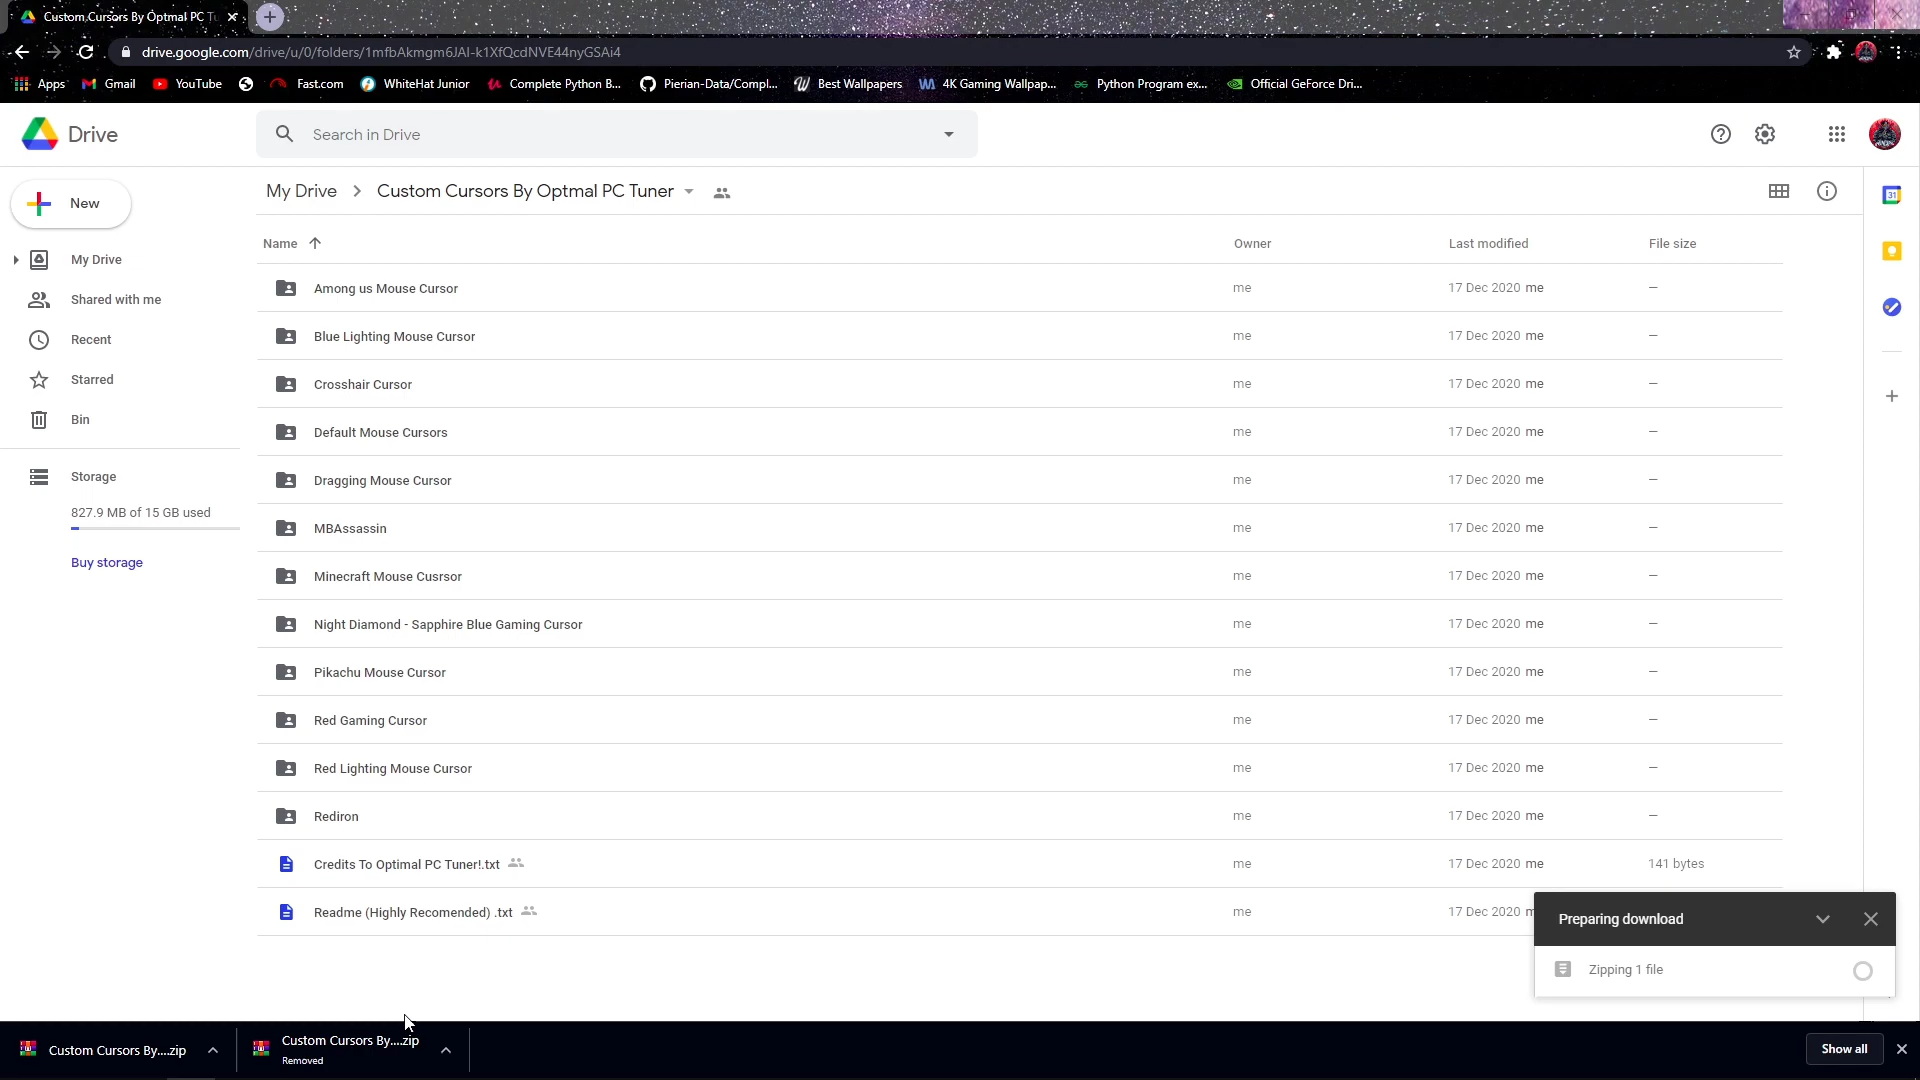 Custom Cursors By Optmal PC Tu
drive.google.com/drive/u/0/folders/1mfbAkmgm6JAI-k1XfQcdNVE44nyGSAi4
Apps
Gmail
YouTube
Fast.com
WhiteHat Junior
Complete Python B...
Pierian-Data/Compl...
Best Wallpapers
4K Gaming Wallpap...
Python Program ex...
Official GeForce Dri...
Drive
Search in Drive
New
My Drive
Shared with me
Recent
Starred
Bin
Storage
827.9 MB of 15 GB used
Buy storage
My Drive > Custom Cursors By Optmal PC Tuner
Name Owner Last modified File size
Among us Mouse Cursor me 17 Dec 2020 me –
Blue Lighting Mouse Cursor me 17 Dec 2020 me –
Crosshair Cursor me 17 Dec 2020 me –
Default Mouse Cursors me 17 Dec 2020 me –
Dragging Mouse Cursor me 17 Dec 2020 me –
MBAssassin me 17 Dec 2020 me –
Minecraft Mouse Cusrsor me 17 Dec 2020 me –
Night Diamond - Sapphire Blue Gaming Cursor me 17 Dec 2020 me –
Pikachu Mouse Cursor me 17 Dec 2020 me –
Red Gaming Cursor me 17 Dec 2020 me –
Red Lighting Mouse Cursor me 17 Dec 2020 me –
Rediron me 17 Dec 2020 me –
Credits To Optimal PC Tuner!.txt me 17 Dec 2020 me 141 bytes
Readme (Highly Recomended) .txt me 17 Dec 2020
31
Preparing download
Zipping 1 file
Custom Cursors By....zip
Custom Cursors By....zip
Removed
Show all